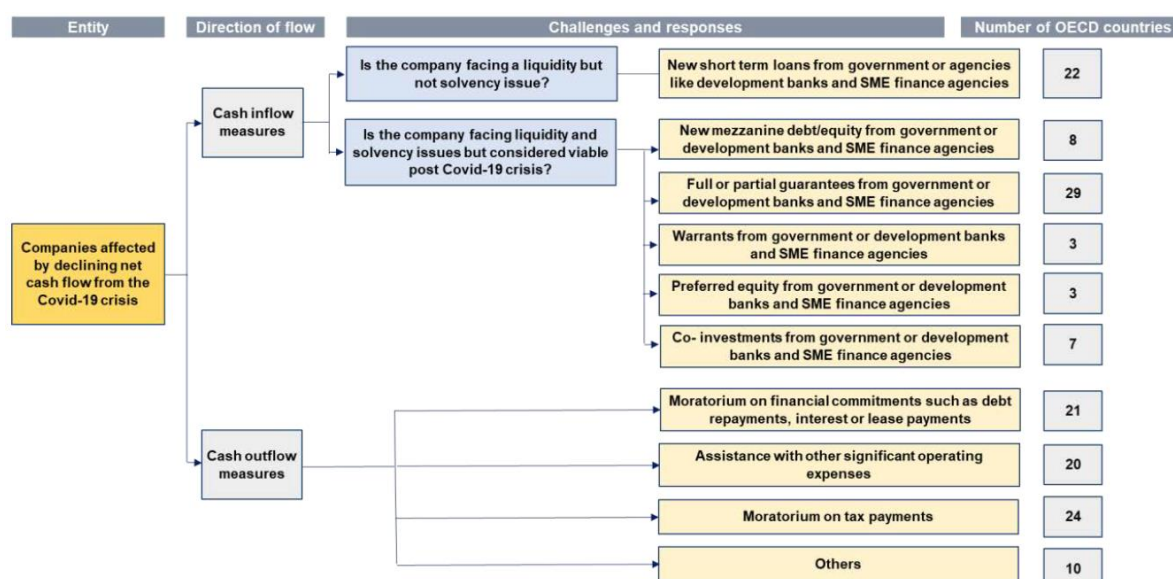 Entity
Direction of flow
Challenges and responses
Number of OECD countries
Is the company facing a liquidity but
not solvency issue?
New short term loans from government or agencies
like development banks and SME finance agencies
22
Cash inflow
measures
Is the company facing liquidity and
solvency issues but considered viable
post Covid-19 crisis?
New mezzanine debt/equity from government or
development banks and SME finance agencies
8
Full or partial guarantees from government or
development banks and SME finance agencies
29
Companies affected
by declining net
cash flow from the
Covid-19 crisis
Warrants from government or development banks
and SME finance agencies
3
Preferred equity from government or development
banks and SME finance agencies
3
Co- investments from government or development
banks and SME finance agencies
7
Cash outflow
measures
Moratorium on financial commitments such as debt
repayments, interest or lease payments
21
Assistance with other significant operating
expenses
20
Moratorium on tax payments
24
Others
10